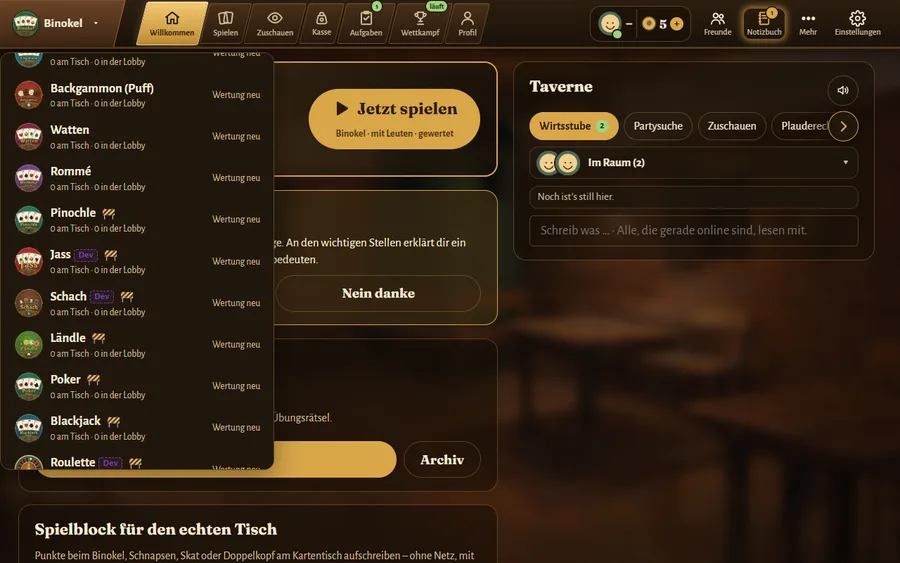 Binokel
Willkommen
Spielen
Zuschauen
Kasse
1
Aufgaben
läuft
Wettkampf
Profil
–
5
Freunde
1
Notizbuch
Mehr
Einstellungen
0 am Tisch · 0 in der Lobby
Backgammon (Puff)
0 am Tisch · 0 in der Lobby
Wertung neu
Watten
0 am Tisch · 0 in der Lobby
Wertung neu
Rommé
0 am Tisch · 0 in der Lobby
Wertung neu
Pinochle
0 am Tisch · 0 in der Lobby
Wertung neu
Jass Dev
0 am Tisch · 0 in der Lobby
Wertung neu
Schach Dev
0 am Tisch · 0 in der Lobby
Wertung neu
Ländle
0 am Tisch · 0 in der Lobby
Wertung neu
Poker
0 am Tisch · 0 in der Lobby
Wertung neu
Blackjack
0 am Tisch · 0 in der Lobby
Wertung neu
Roulette Dev
Wertung neu
Jetzt spielen
Binokel · mit Leuten · gewertet
ge. An den wichtigen Stellen erklärt dir ein
bedeuten.
Nein danke
Übungsrätsel.
Archiv
Spielblock für den echten Tisch
Punkte beim Binokel, Schnapsen, Skat oder Doppelkopf am Kartentisch aufschreiben – ohne Netz, mit
Taverne
Wirtsstube 2
Partysuche
Zuschauen
Plauderec
Im Raum (2)
Noch ist's still hier.
Schreib was … · Alle, die gerade online sind, lesen mit.